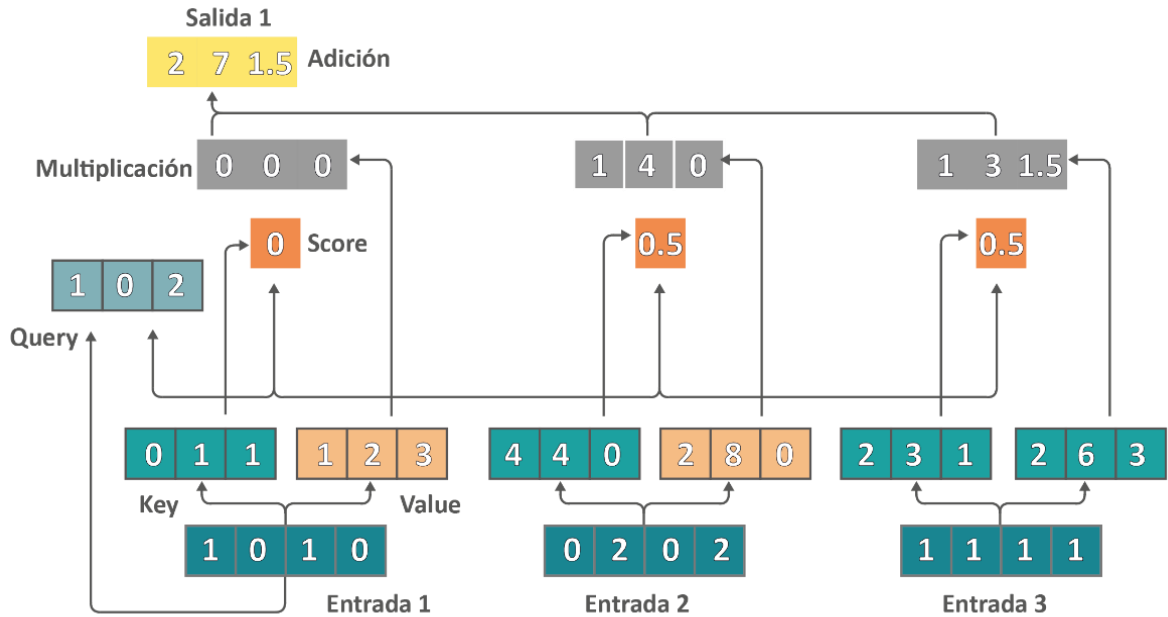 Salida 1
2 7 1.5 Adición
Multiplicación 0 0 0 1 4 0 1 3 1.5
0 Score 0.5 0.5
1 0 2
Query
0 1 1 1 2 3 4 4 0 2 8 0 2 3 1 2 6 3
Key Value
1 0 1 0 0 2 0 2 1 1 1 1
Entrada 1 Entrada 2 Entrada 3